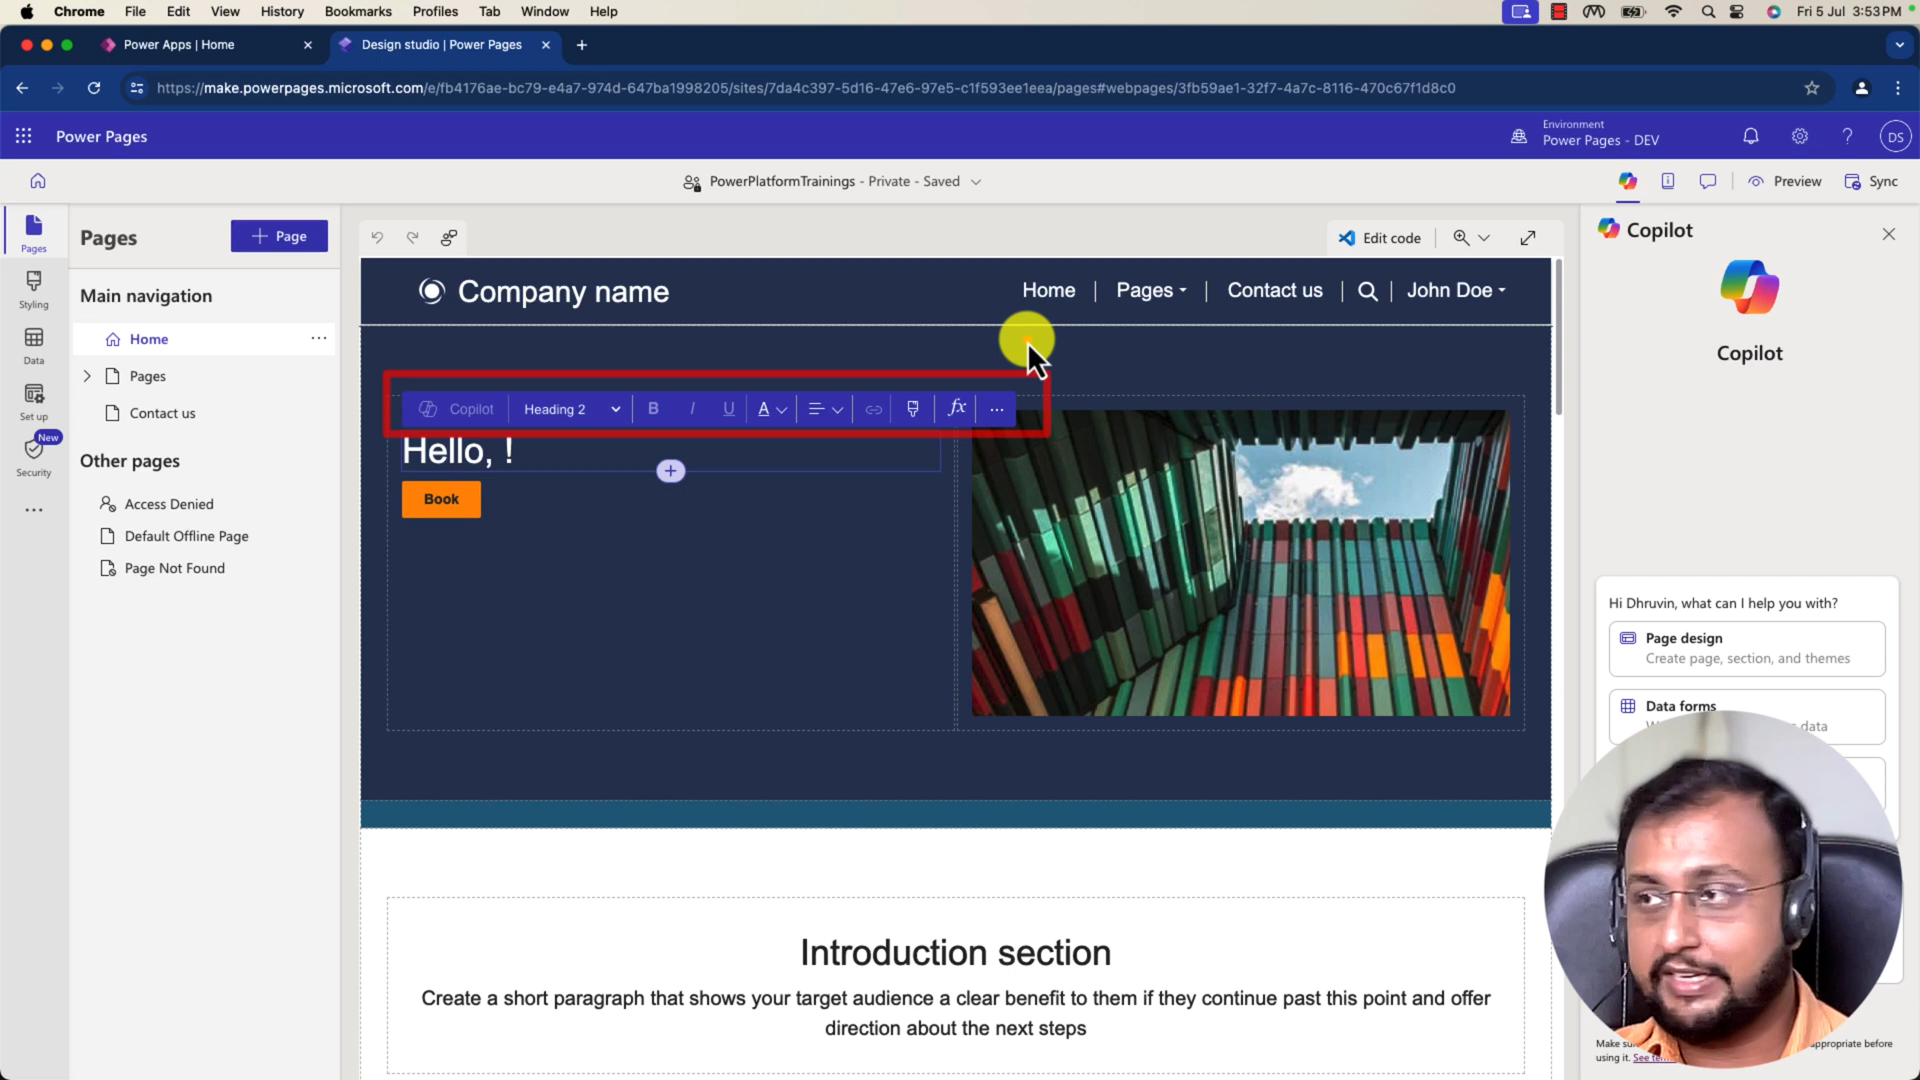 Chrome File Edit View History Bookmarks Profiles Tab Window Help Fri 5 Jul 3:53 PM
Power Apps | Home
Design studio | Power Pages
https://make.powerpages.microsoft.com/e/fb4176ae-bc79-e4a7-974d-647ba1998205/sites/7da4c397-5d16-47e6-97e5-c1f593ee1eea/pages#webpages/3fb59ae1-32f7-4a7c-8116-470c67f1d8c0
Power Pages
Environment
Power Pages - DEV
DS
PowerPlatformTrainings - Private - Saved
Preview
Sync
Pages
Styling
Data
Set up
New
Security
Pages
Page
Main navigation
Home
Pages
Contact us
Other pages
Access Denied
Default Offline Page
Page Not Found
Edit code
Company name
Home | Pages | Contact us | John Doe
Copilot Heading 2 B I U A fx
Hello, !
Book
Introduction section
Create a short paragraph that shows your target audience a clear benefit to them if they continue past this point and offer
direction about the next steps
Copilot
Copilot
Hi Dhruvin, what can I help you with?
Page design
Create page, section, and themes
Data forms
data
appropriate before
using it.